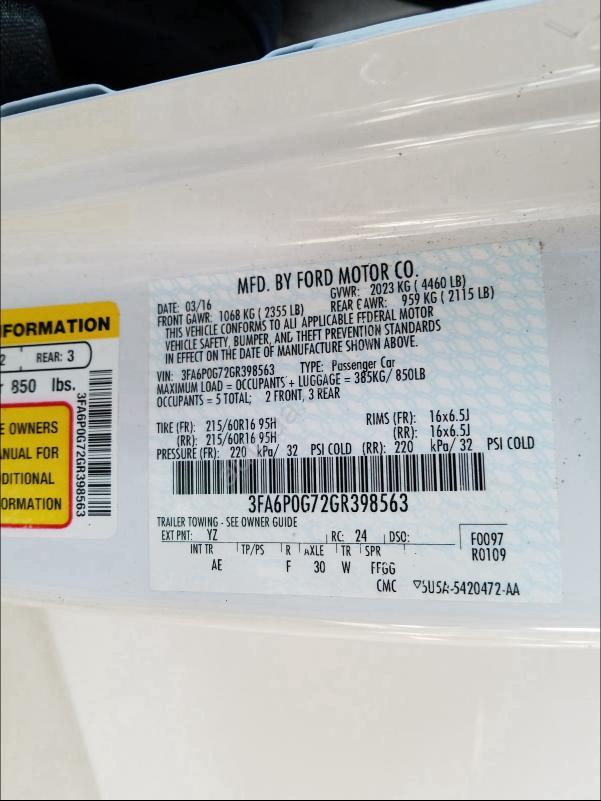 MFD. BY FORD MOTOR CO.
DATE: 03/16 GVWR: 2023 KG ( 4460 LB)
FRONT GAWR: 1068 KG ( 2355 LB) REAR GAWR: 959 KG ( 2115 LB)
THIS VEHICLE CONFORMS TO ALL APPLICABLE FEDERAL MOTOR
VEHICLE SAFETY, BUMPER, AND THEFT PREVENTION STANDARDS
IN EFFECT ON THE DATE OF MANUFACTURE SHOWN ABOVE.
VIN: 3FA6P0G72GR398563 TYPE: Passenger Car
MAXIMUM LOAD = OCCUPANTS + LUGGAGE = 385KG/ 850LB
OCCUPANTS = 5 TOTAL; 2 FRONT, 3 REAR
TIRE (FR): 215/60R16 95H RIMS (FR): 16x6.5J
(RR): 215/60R16 95H (RR): 16x6.5J
PRESSURE (FR): 220 kPa/ 32 PSI COLD (RR): 220 kPa/ 32 PSI COLD
3FA6P0G72GR398563
TRAILER TOWING - SEE OWNER GUIDE
EXT PNT: YZ RC: 24 DSO:
F0097
R0109
INT TR TP/PS R AXLE TR SPR
AE F 30 W FFGG
CMC 5U5A-5420472-AA
NFORMATION
2 REAR: 3
850 lbs.
E OWNERS
ANUAL FOR
DDITIONAL
ORMATION
3FA6P0G72GR398563